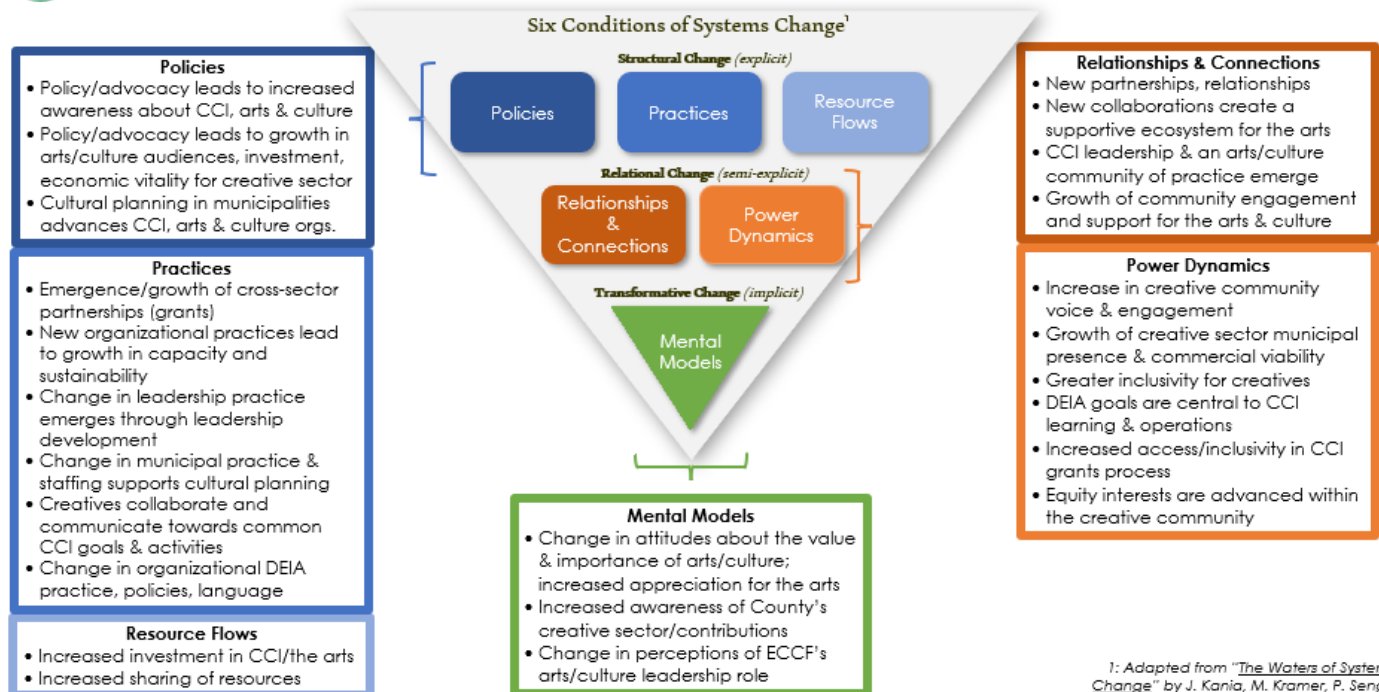 Six Conditions of Systems Change¹
Structural Change (explicit)
Policies
Practices
Resource
Flows
Relational Change (semi-explicit)
Relationships
&
Connections
Power
Dynamics
Transformative Change (implicit)
Mental
Models
Policies
• Policy/advocacy leads to increased
awareness about CCI, arts & culture
• Policy/advocacy leads to growth in
arts/culture audiences, investment,
economic vitality for creative sector
• Cultural planning in municipalities
advances CCI, arts & culture orgs.
Practices
• Emergence/growth of cross-sector
partnerships (grants)
• New organizational practices lead
to growth in capacity and
sustainability
• Change in leadership practice
emerges through leadership
development
• Change in municipal practice &
staffing supports cultural planning
• Creatives collaborate and
communicate towards common
CCI goals & activities
• Change in organizational DEIA
practice, policies, language
Resource Flows
• Increased investment in CCI/the arts
• Increased sharing of resources
Mental Models
• Change in attitudes about the value
& importance of arts/culture;
increased appreciation for the arts
• Increased awareness of County's
creative sector/contributions
• Change in perceptions of ECCF's
arts/culture leadership role
Relationships & Connections
• New partnerships, relationships
• New collaborations create a
supportive ecosystem for the arts
• CCI leadership & an arts/culture
community of practice emerge
• Growth of community engagement
and support for the arts & culture
Power Dynamics
• Increase in creative community
voice & engagement
• Growth of creative sector municipal
presence & commercial viability
• Greater inclusivity for creatives
• DEIA goals are central to CCI
learning & operations
• Increased access/inclusivity in CCI
grants process
• Equity interests are advanced within
the creative community
1: Adapted from "The Waters of System
Change" by J. Kania, M. Kramer, P. Seng